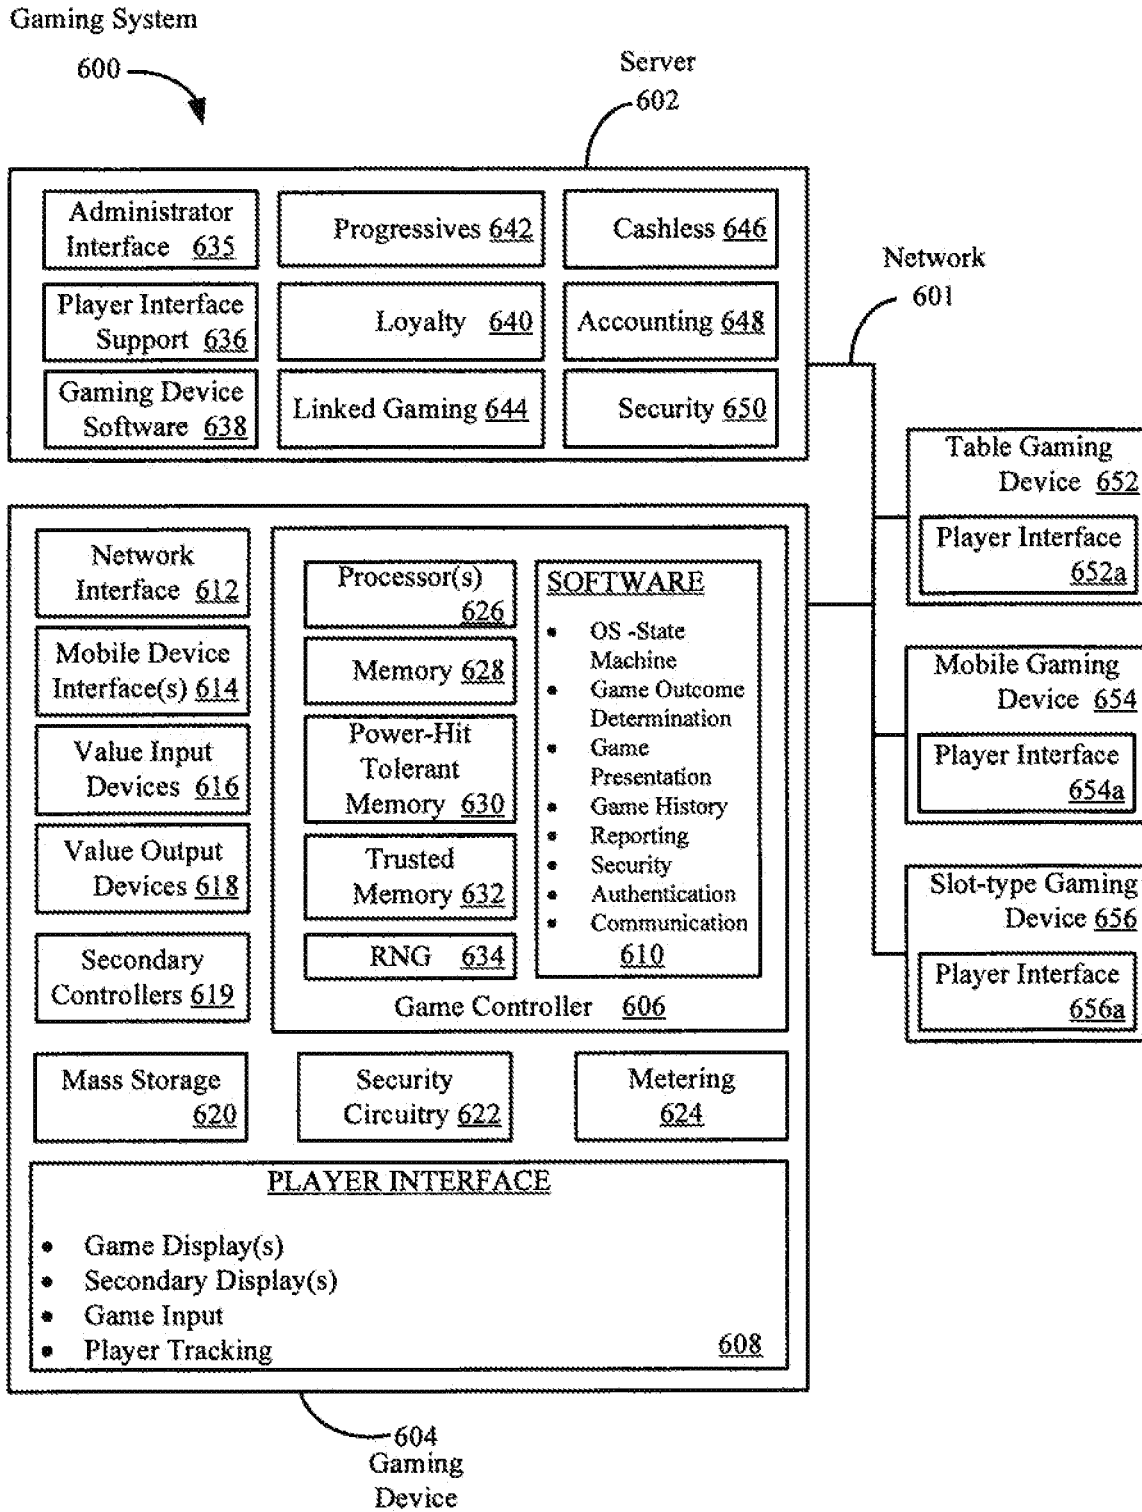 Gaming System
600
Server
602
Administrator
Interface 635
Progressives 642
Cashless 646
Player Interface
Support 636
Loyalty 640
Accounting 648
Gaming Device
Software 638
Linked Gaming 644
Security 650
Network
601
Table Gaming
Device 652
Player Interface
652a
Mobile Gaming
Device 654
Player Interface
654a
Slot-type Gaming
Device 656
Player Interface
656a
Network
Interface 612
Mobile Device
Interface(s) 614
Value Input
Devices 616
Value Output
Devices 618
Secondary
Controllers 619
Processor(s)
626
Memory 628
Power-Hit
Tolerant
Memory 630
Trusted
Memory 632
RNG 634
SOFTWARE
• OS -State
Machine
• Game Outcome
Determination
• Game
Presentation
• Game History
• Reporting
• Security
• Authentication
• Communication
610
Game Controller 606
Mass Storage
620
Security
Circuitry 622
Metering
624
PLAYER INTERFACE
• Game Display(s)
• Secondary Display(s)
• Game Input
• Player Tracking
608
604
Gaming
Device